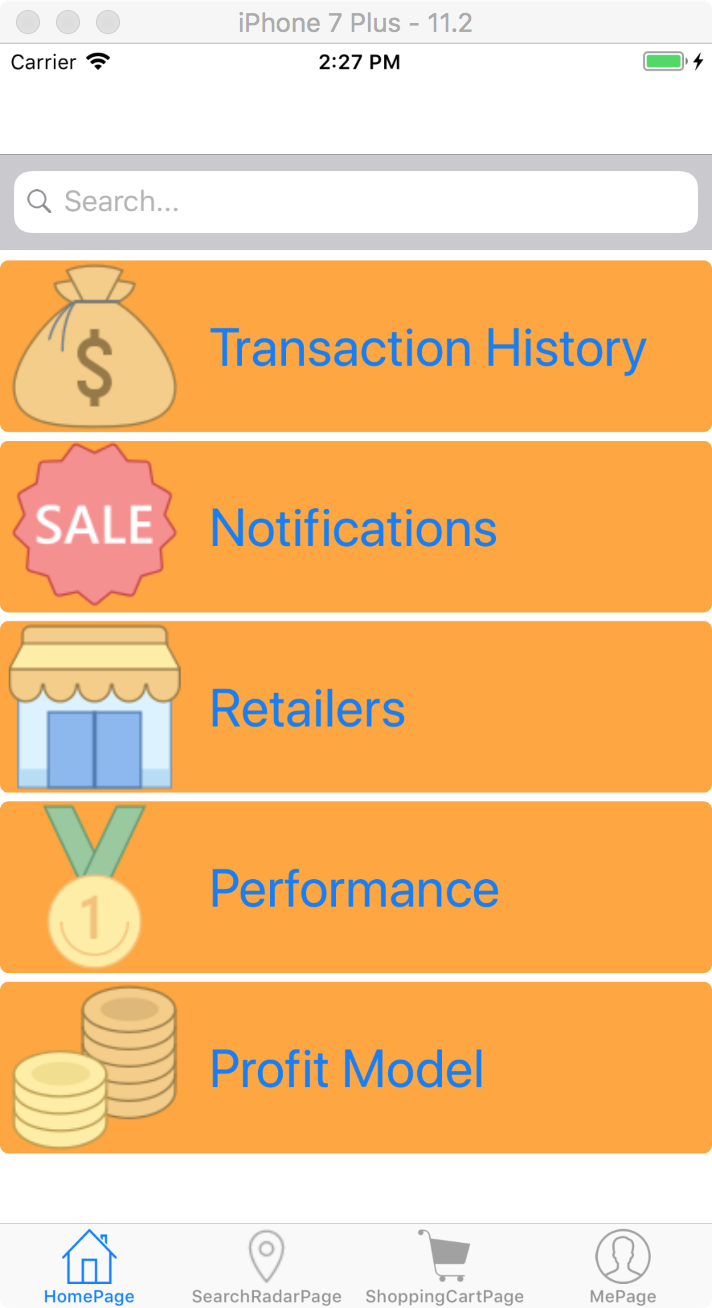 iPhone 7 Plus - 11.2
Carrier 2:27 PM
Search...
$
Transaction History
SALE
Notifications
Retailers
1
Performance
Profit Model
HomePage SearchRadarPage ShoppingCartPage MePage